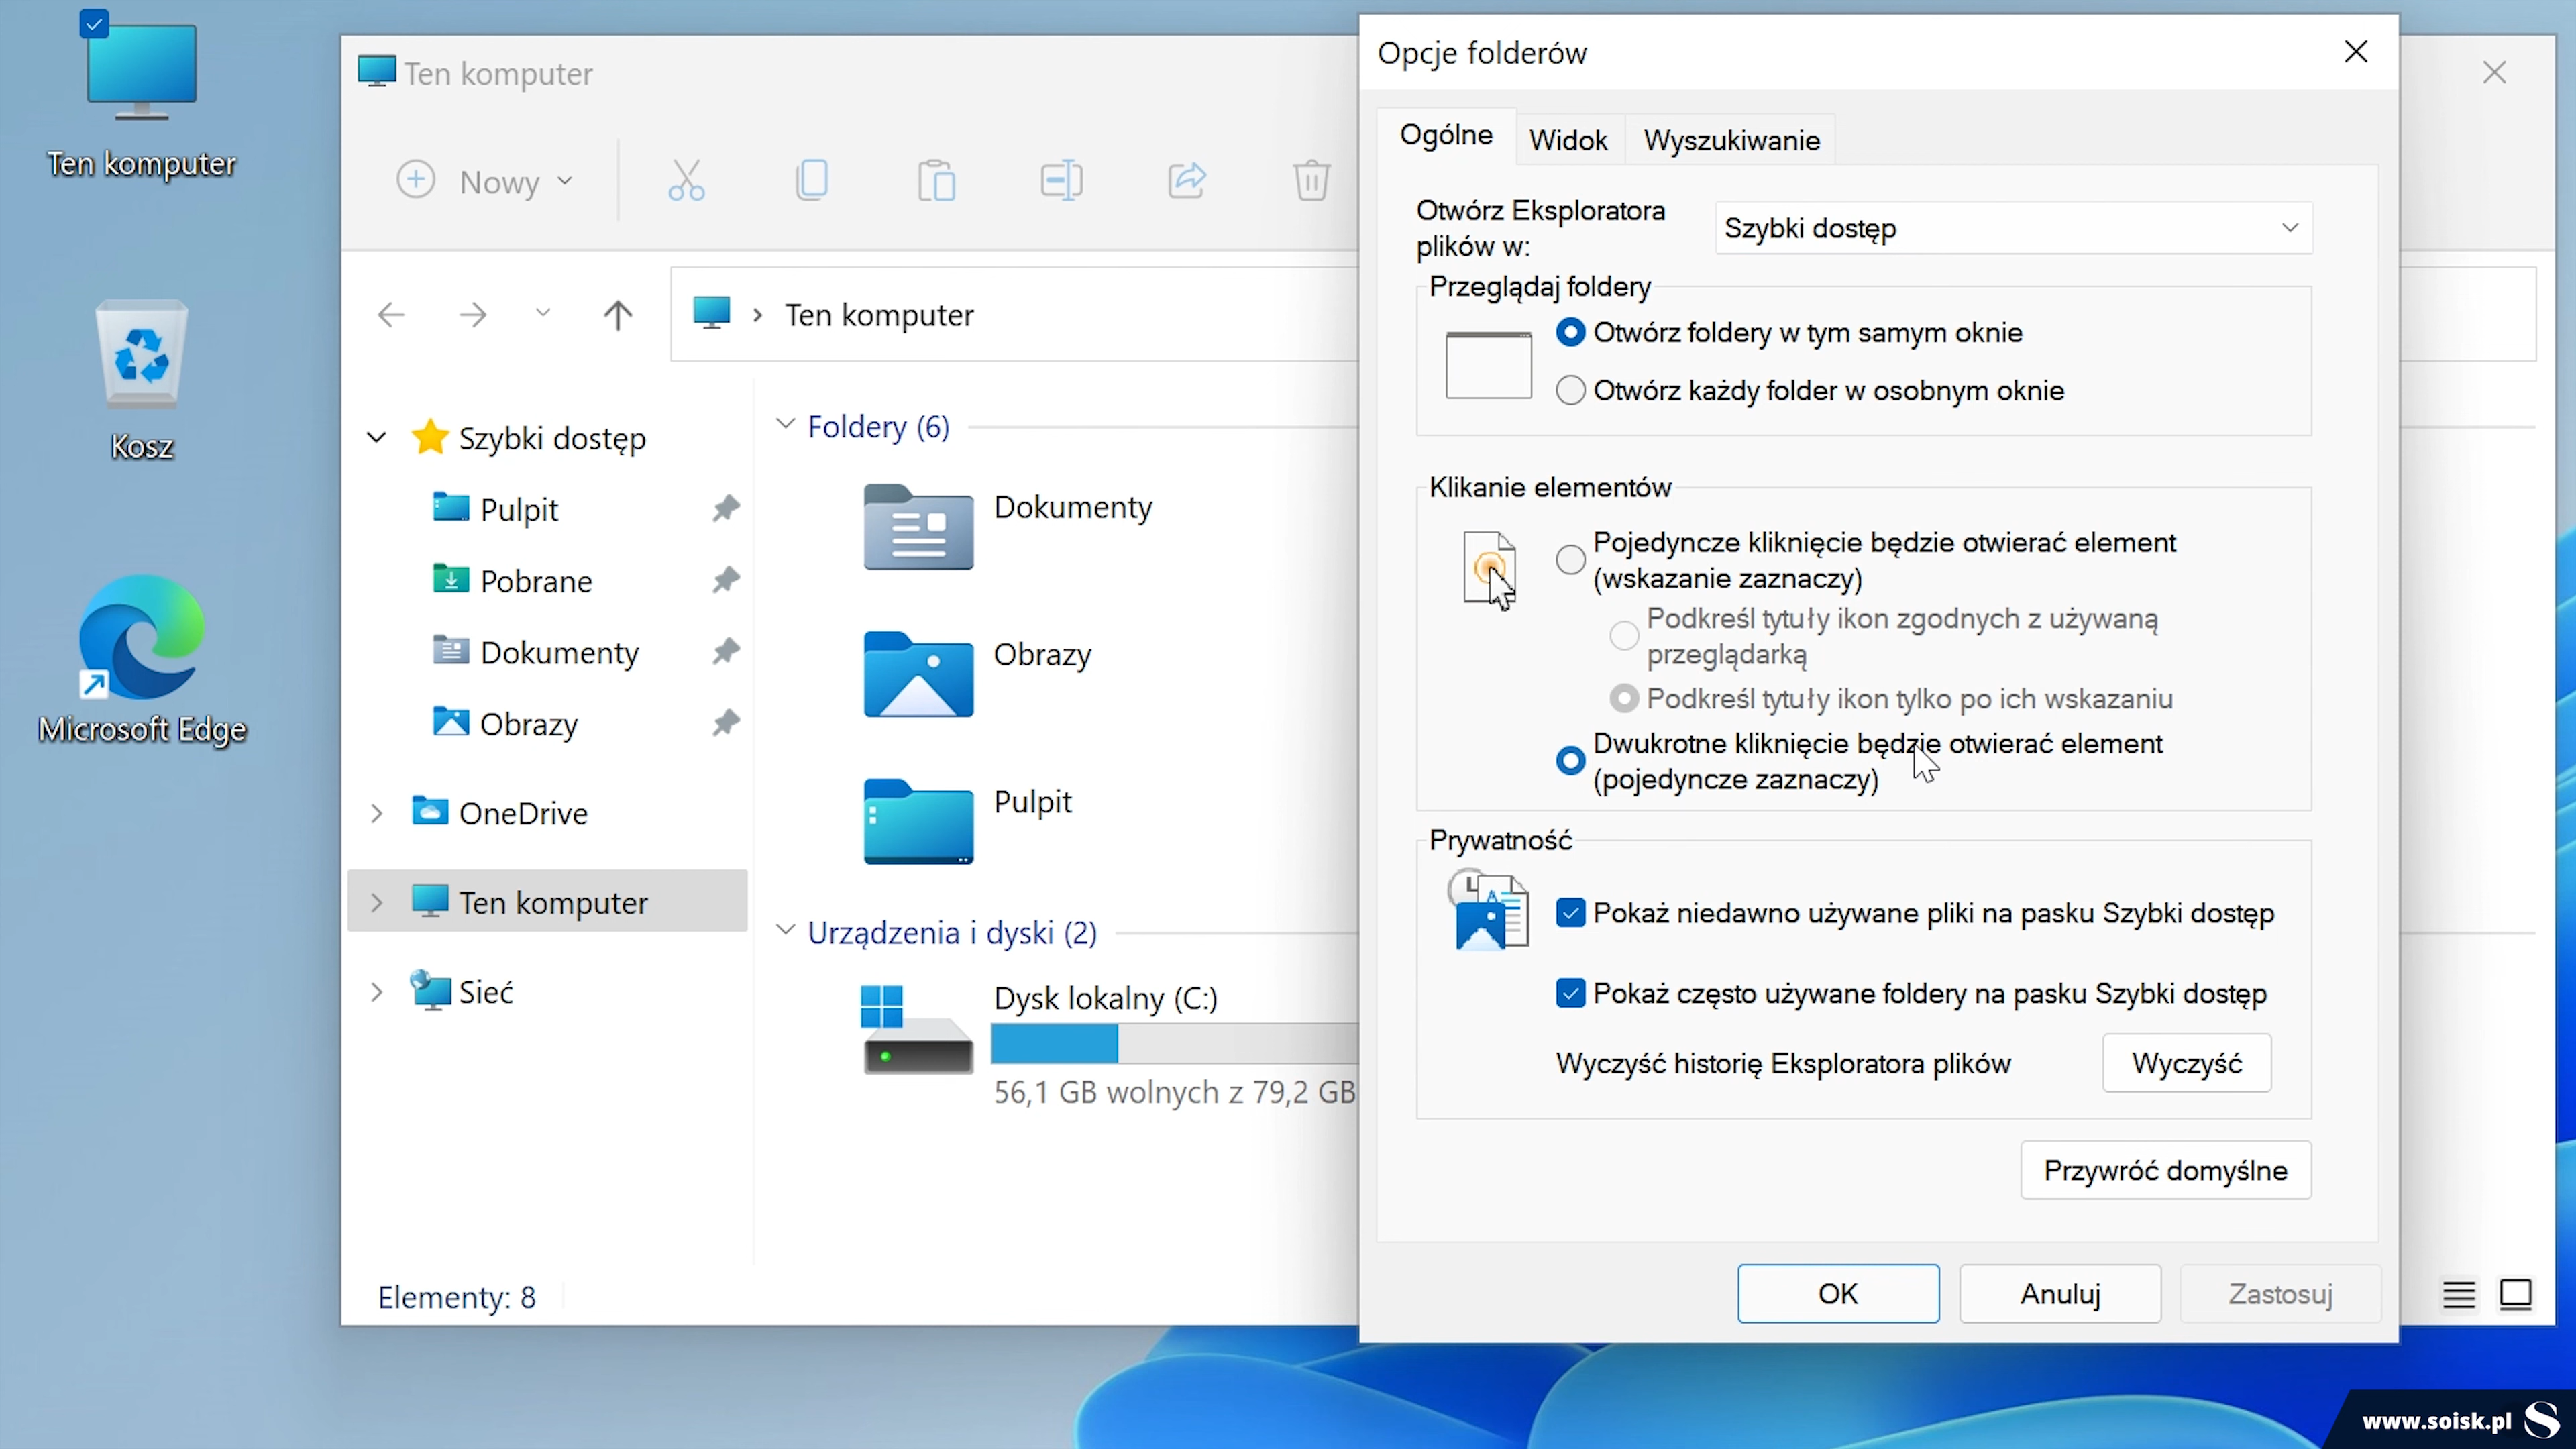 Ten komputer
Kosz
Microsoft Edge
Ten komputer
Nowy
Ten komputer
Szybki dostęp
Pulpit
Pobrane
Dokumenty
Obrazy
OneDrive
Ten komputer
Sieć
Foldery (6)
Dokumenty
Obrazy
Pulpit
Urządzenia i dyski (2)
Dysk lokalny (C:)
56,1 GB wolnych z 79,2 GB
Elementy: 8
Opcje folderów
Ogólne
Widok
Wyszukiwanie
Otwórz Eksploratora
plików w:
Szybki dostęp
Przeglądaj foldery
Otwórz foldery w tym samym oknie
Otwórz każdy folder w osobnym oknie
Klikanie elementów
Pojedyncze kliknięcie będzie otwierać element
(wskazanie zaznaczy)
Podkreśl tytuły ikon zgodnych z używaną
przeglądarką
Podkreśl tytuły ikon tylko po ich wskazaniu
Dwukrotne kliknięcie będzie otwierać element
(pojedyncze zaznaczy)
Prywatność
Pokaż niedawno używane pliki na pasku Szybki dostęp
Pokaż często używane foldery na pasku Szybki dostęp
Wyczyść historię Eksploratora plików
Wyczyść
Przywróć domyślne
OK
Anuluj
Zastosuj
www.soisk.pl